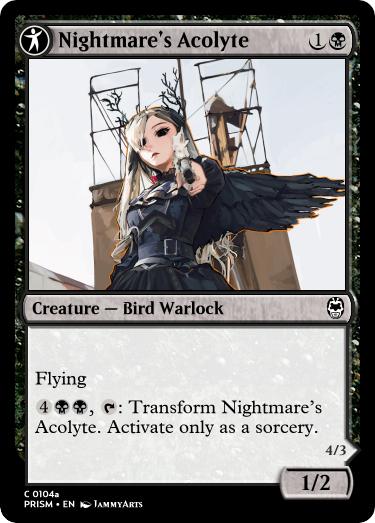 Nightmare's Acolyte 1
Creature — Bird Warlock
Flying
4, : Transform Nightmare's
Acolyte. Activate only as a sorcery.
4/3
1/2
C 0104a
PRISM • EN JammyArts